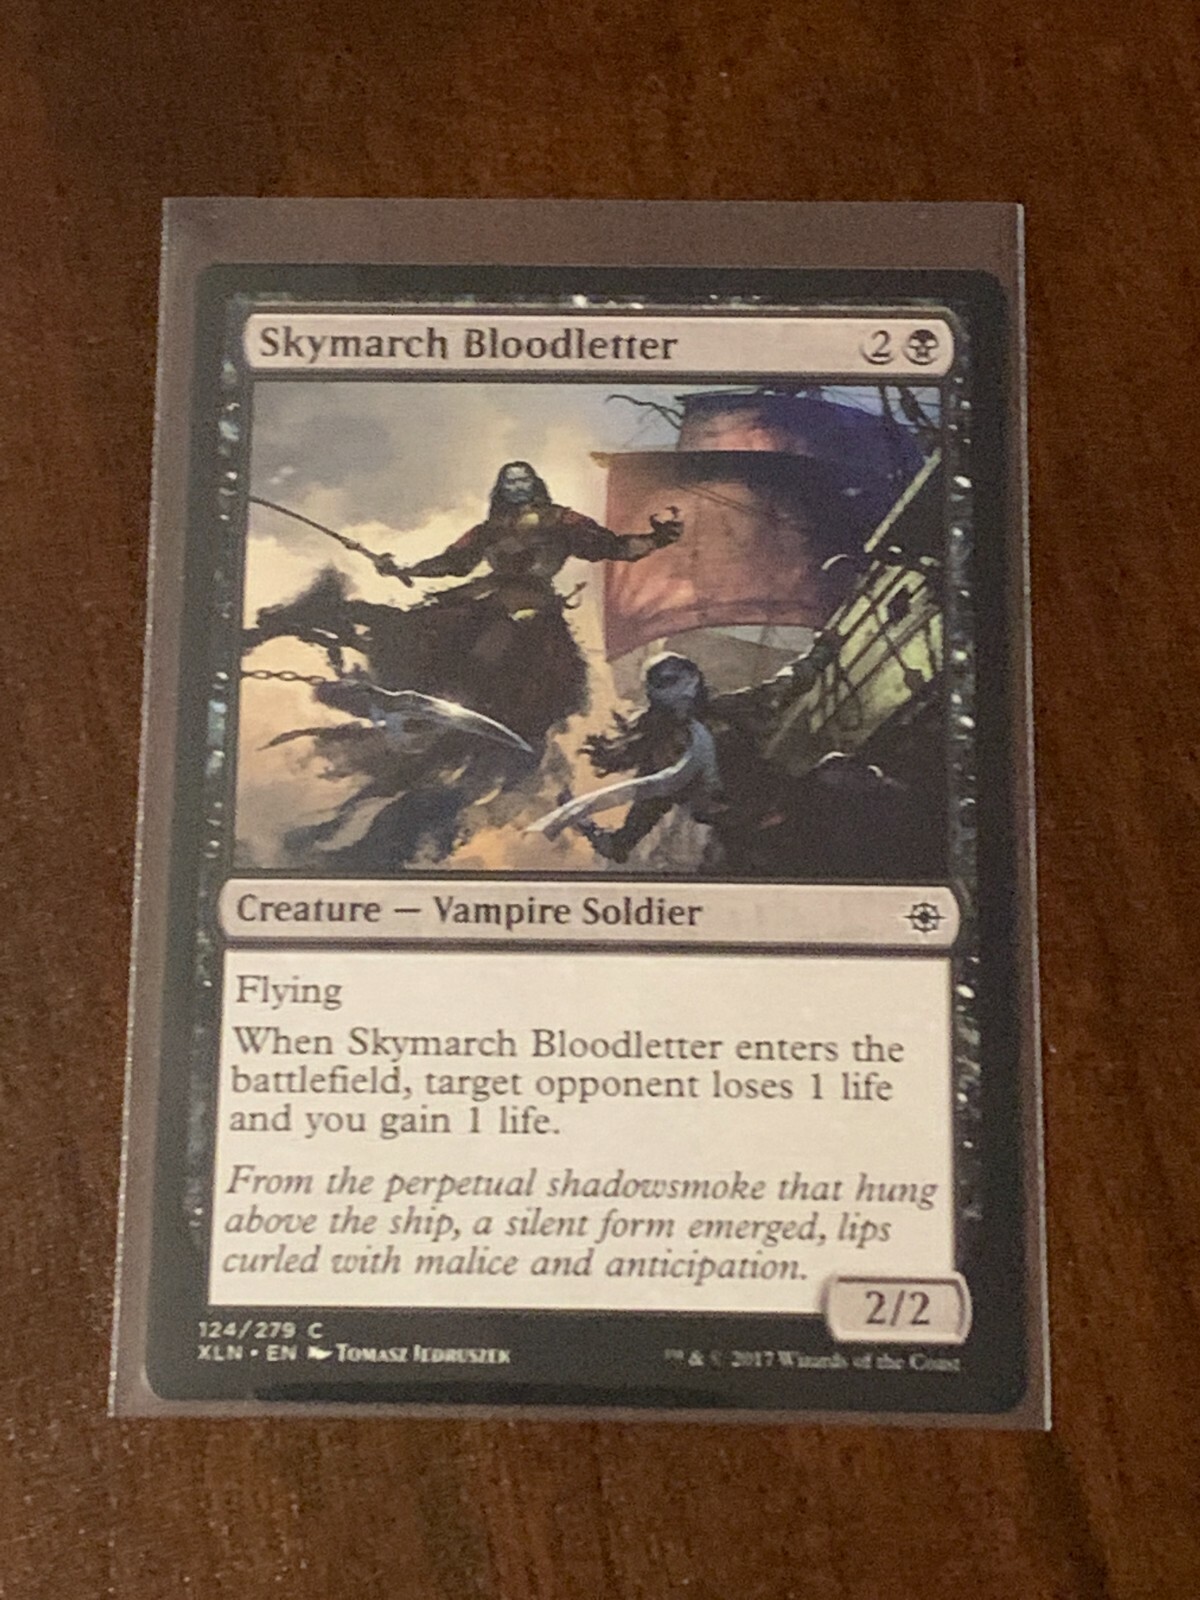 Skymarch Bloodletter 2
Creature — Vampire Soldier
Flying
When Skymarch Bloodletter enters the
battlefield, target opponent loses 1 life
and you gain 1 life.
From the perpetual shadowsmoke that hung
above the ship, a silent form emerged, lips
curled with malice and anticipation.
2/2
124/279 C
XLN • EN Tomasz Jedruszek
™ & © 2017 Wizards of the Coast